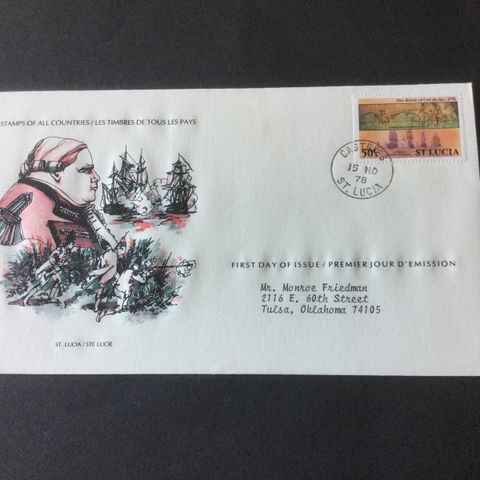 STAMPS OF ALL COUNTRIES / LES TIMBRES DE TOUS LES PAYS
The Battle of Cul-de-Sac, 1778
50c ST LUCIA
CASTRIES
15 NO
78
ST. LUCIA
FIRST DAY OF ISSUE / PREMIER JOUR D'EMISSION
Mr. Monroe Friedman
2116 E. 60th Street
Tulsa, Oklahoma 74105
ST. LUCIA / STE LUCIE